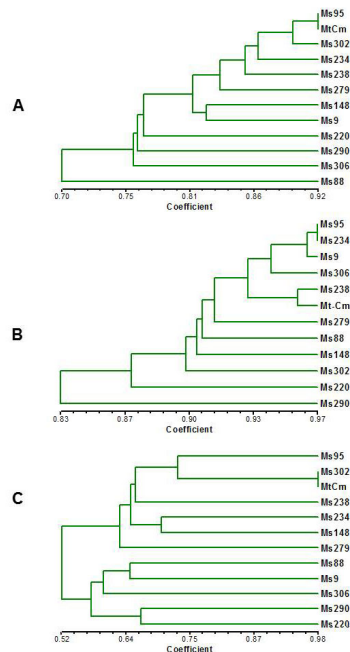 Ms95
MtCm
Ms302
Ms234
Ms238
Ms279
A
Ms148
Ms9
Ms220
Ms290
Ms306
Ms88
0.70 0.75 0.81 0.86 0.92
Coefficient
Ms95
Ms234
Ms9
Ms306
Ms238
Mt-Cm
Ms279
B
Ms88
Ms148
Ms302
Ms220
Ms290
0.83 0.87 0.90 0.93 0.97
Coefficient
Ms95
Ms302
MtCm
C
Ms238
Ms234
Ms148
Ms279
Ms88
Ms9
Ms306
Ms290
Ms220
0.52 0.64 0.75 0.87 0.98
Coefficient